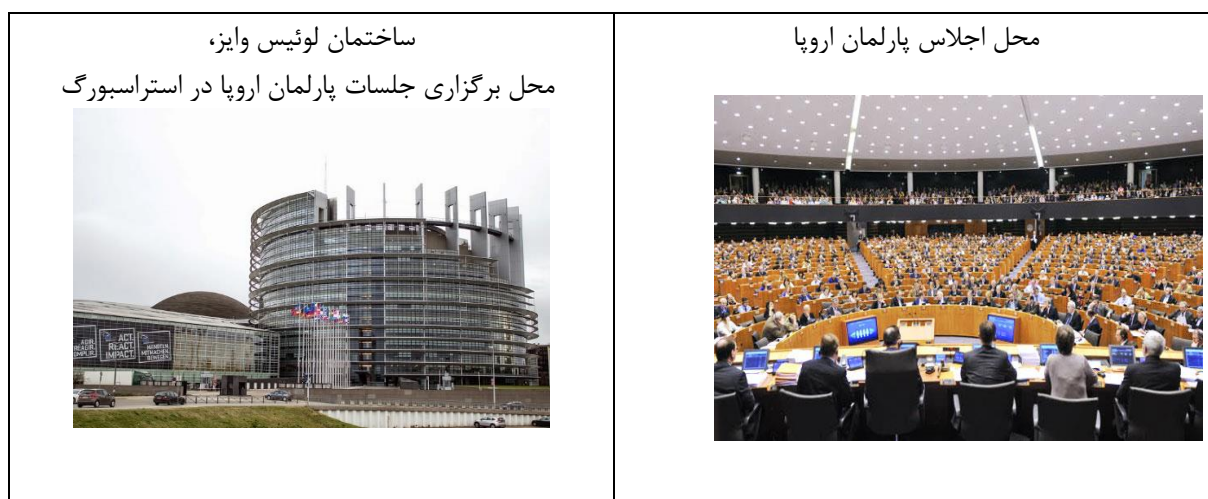 محل اجلاس پارلمان اروپا
ساختمان لوئیس وایز،
محل برگزاری جلسات پارلمان اروپا در استراسبورگ
ACT.
REACT.
IMPACT.